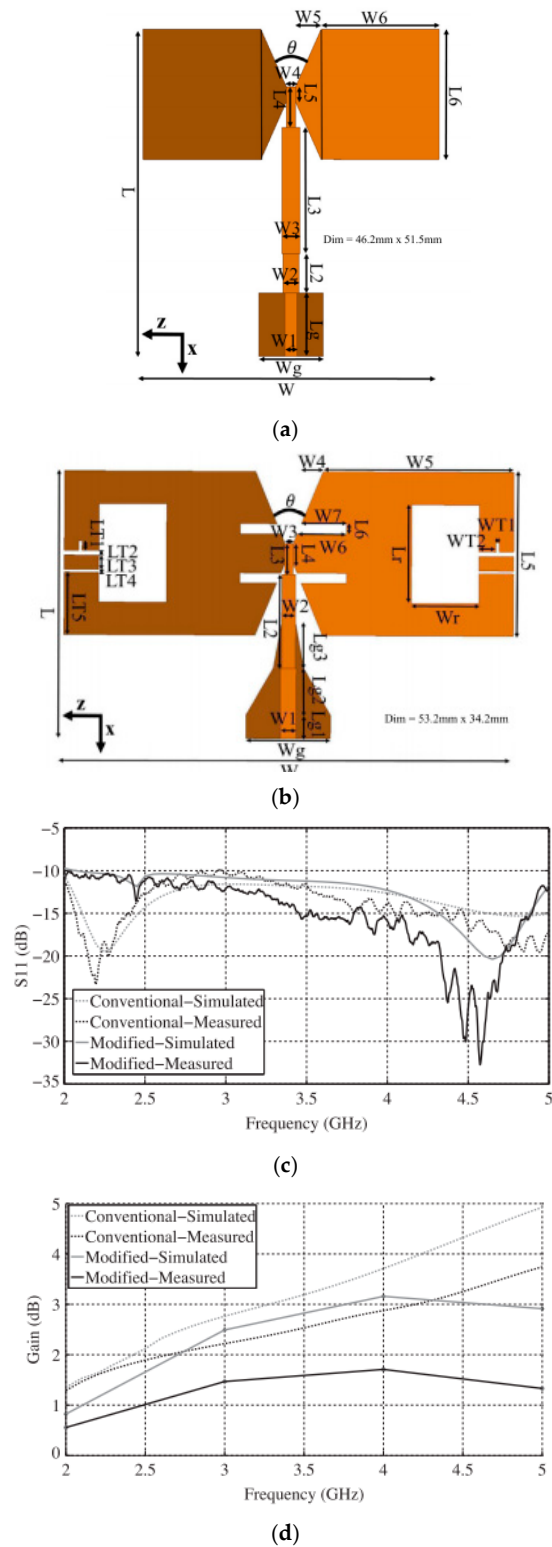 W5
W6
θ
W4
L4
L5
L6
L
L3
W3
Dim = 46.2mm x 51.5mm
W2
L2
z
x
W1
Lg
Wg
W
(a)
W4
W5
θ
W7
W3
L6
W6
LT1
LT2
LT3
LT4
L3
L4
Lr
WT1
WT2
L5
LT5
L
W2
L2
Lg3
Wr
z
x
W1
Lg2
Lg1
Wg
Dim = 53.2mm x 34.2mm
W
(b)
−5
−10
−15
−20
−25
−30
−35
S11 (dB)
Conventional−Simulated
Conventional−Measured
Modified−Simulated
Modified−Measured
2 2.5 3 3.5 4 4.5 5
Frequency (GHz)
(c)
5
4
3
2
1
0
Gain (dB)
Conventional−Simulated
Conventional−Measured
Modified−Simulated
Modified−Measured
2 2.5 3 3.5 4 4.5 5
Frequency (GHz)
(d)